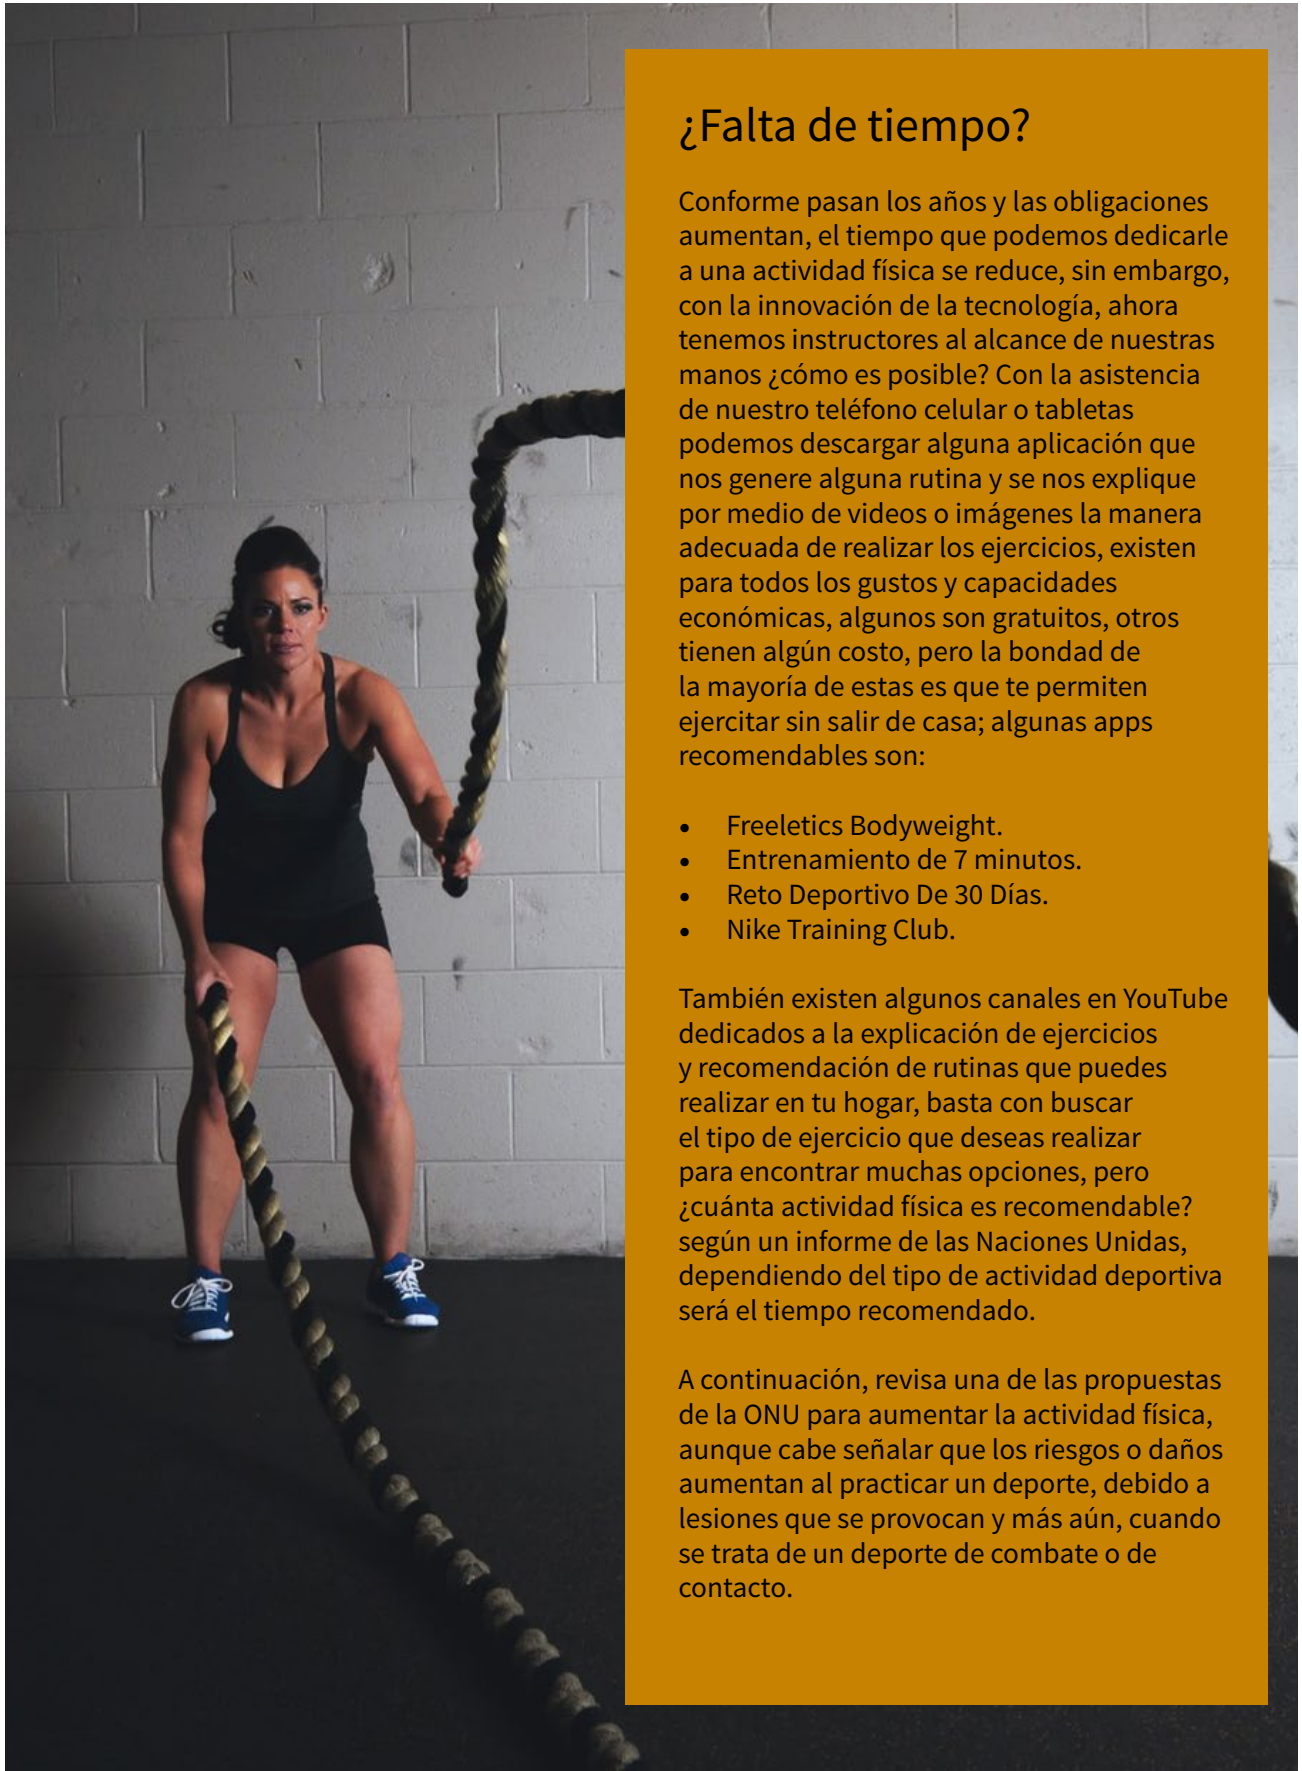 ¿Falta de tiempo?
Conforme pasan los años y las obligaciones
aumentan, el tiempo que podemos dedicarle
a una actividad física se reduce, sin embargo,
con la innovación de la tecnología, ahora
tenemos instructores al alcance de nuestras
manos ¿cómo es posible? Con la asistencia
de nuestro teléfono celular o tabletas
podemos descargar alguna aplicación que
nos genere alguna rutina y se nos explique
por medio de videos o imágenes la manera
adecuada de realizar los ejercicios, existen
para todos los gustos y capacidades
económicas, algunos son gratuitos, otros
tienen algún costo, pero la bondad de
la mayoría de estas es que te permiten
ejercitar sin salir de casa; algunas apps
recomendables son:
• Freeletics Bodyweight.
• Entrenamiento de 7 minutos.
• Reto Deportivo De 30 Días.
• Nike Training Club.
También existen algunos canales en YouTube
dedicados a la explicación de ejercicios
y recomendación de rutinas que puedes
realizar en tu hogar, basta con buscar
el tipo de ejercicio que deseas realizar
para encontrar muchas opciones, pero
¿cuánta actividad física es recomendable?
según un informe de las Naciones Unidas,
dependiendo del tipo de actividad deportiva
será el tiempo recomendado.
A continuación, revisa una de las propuestas
de la ONU para aumentar la actividad física,
aunque cabe señalar que los riesgos o daños
aumentan al practicar un deporte, debido a
lesiones que se provocan y más aún, cuando
se trata de un deporte de combate o de
contacto.